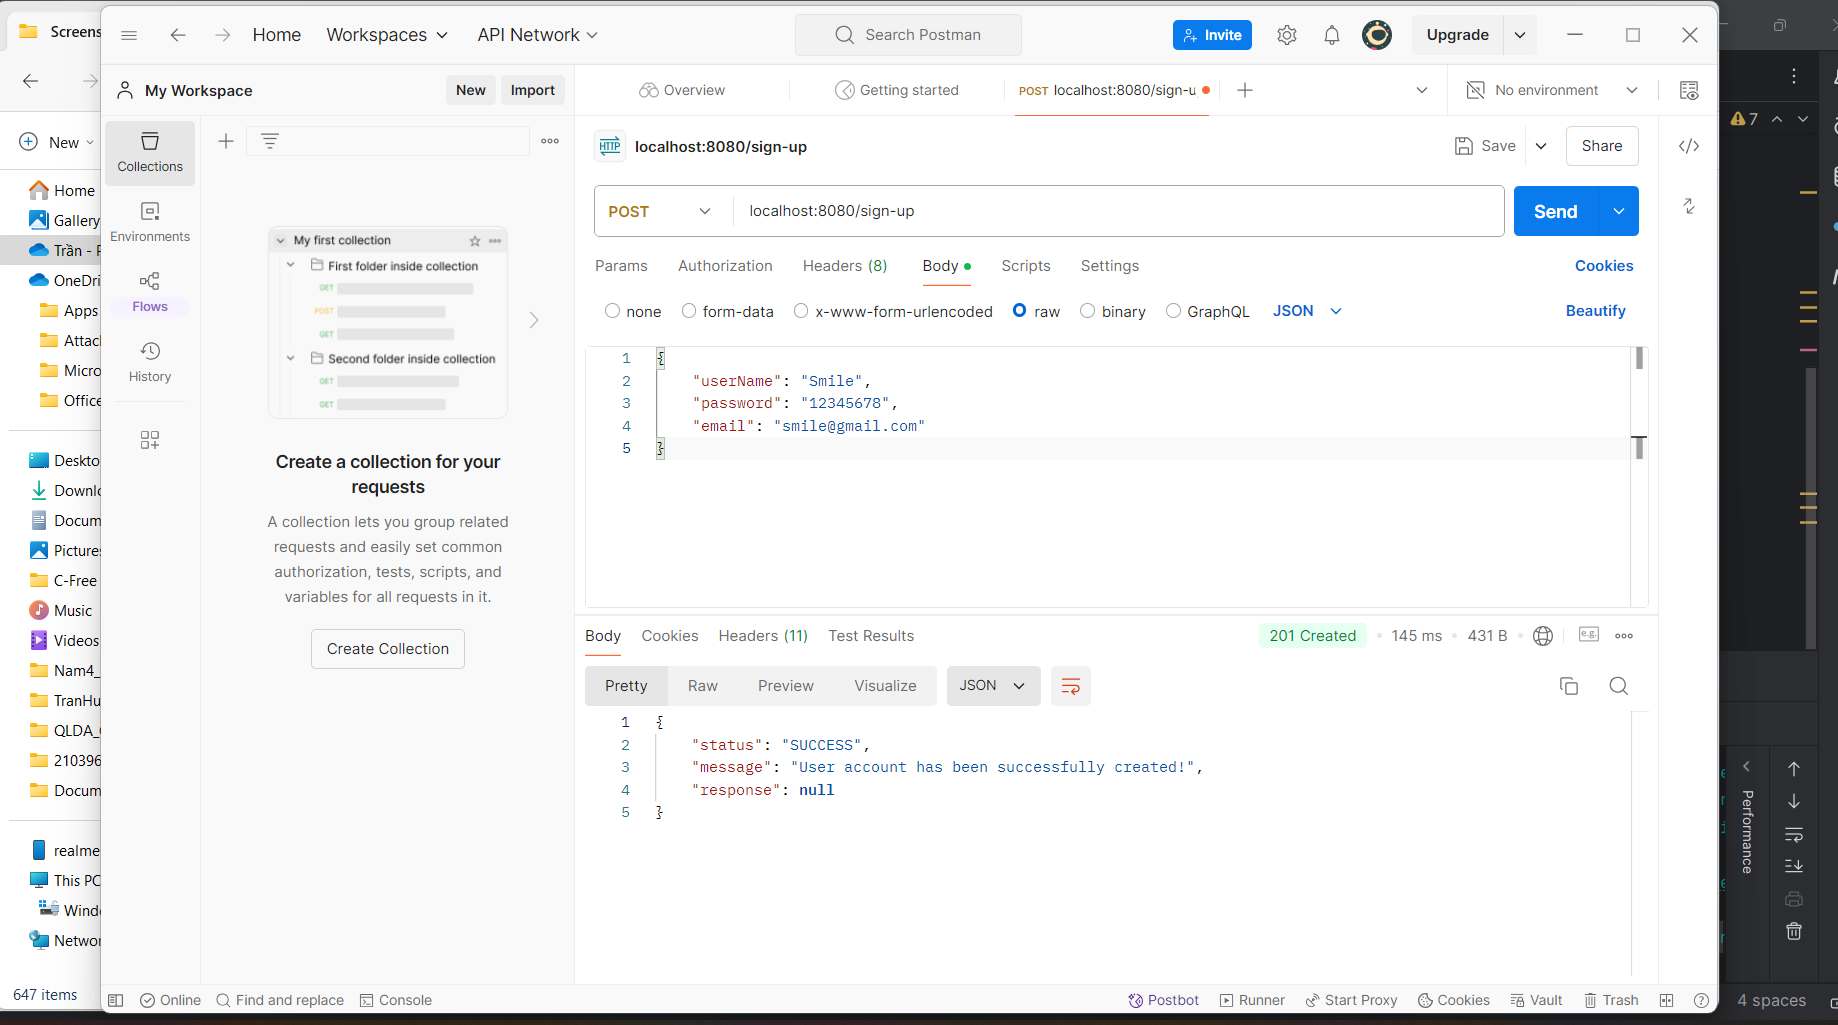 Screens
Home
Workspaces
API Network
Search Postman
Invite
Upgrade
My Workspace
New
Import
Overview
Getting started
POST localhost:8080/sign-u
No environment
New
7
Home
Gallery
Trần - P
OneDri
Apps
Attac
Micro
Office
Deskto
Downlo
Docum
Pictures
C-Free
Music
Videos
Nam4_
TranHu
QLDA_
210396
Docum
realme
This PC
Windo
Networ
647 items
Collections
Environments
Flows
History
My first collection
First folder inside collection
GET
POST
GET
Second folder inside collection
GET
GET
Create a collection for your
requests
A collection lets you group related
requests and easily set common
authorization, tests, scripts, and
variables for all requests in it.
Create Collection
HTTP
localhost:8080/sign-up
Save
Share
</>
POST
localhost:8080/sign-up
Send
Params
Authorization
Headers (8)
Body
Scripts
Settings
Cookies
none
form-data
x-www-form-urlencoded
raw
binary
GraphQL
JSON
Beautify
1 {
2 "userName": "Smile",
3 "password": "12345678",
4 "email": "smile@gmail.com"
5 }
Body
Cookies
Headers (11)
Test Results
201 Created
145 ms
431 B
e.g.
Pretty
Raw
Preview
Visualize
JSON
1 {
2 "status": "SUCCESS",
3 "message": "User account has been successfully created!",
4 "response": null
5 }
Performance
Online
Find and replace
Console
Postbot
Runner
Start Proxy
Cookies
Vault
Trash
4 spaces